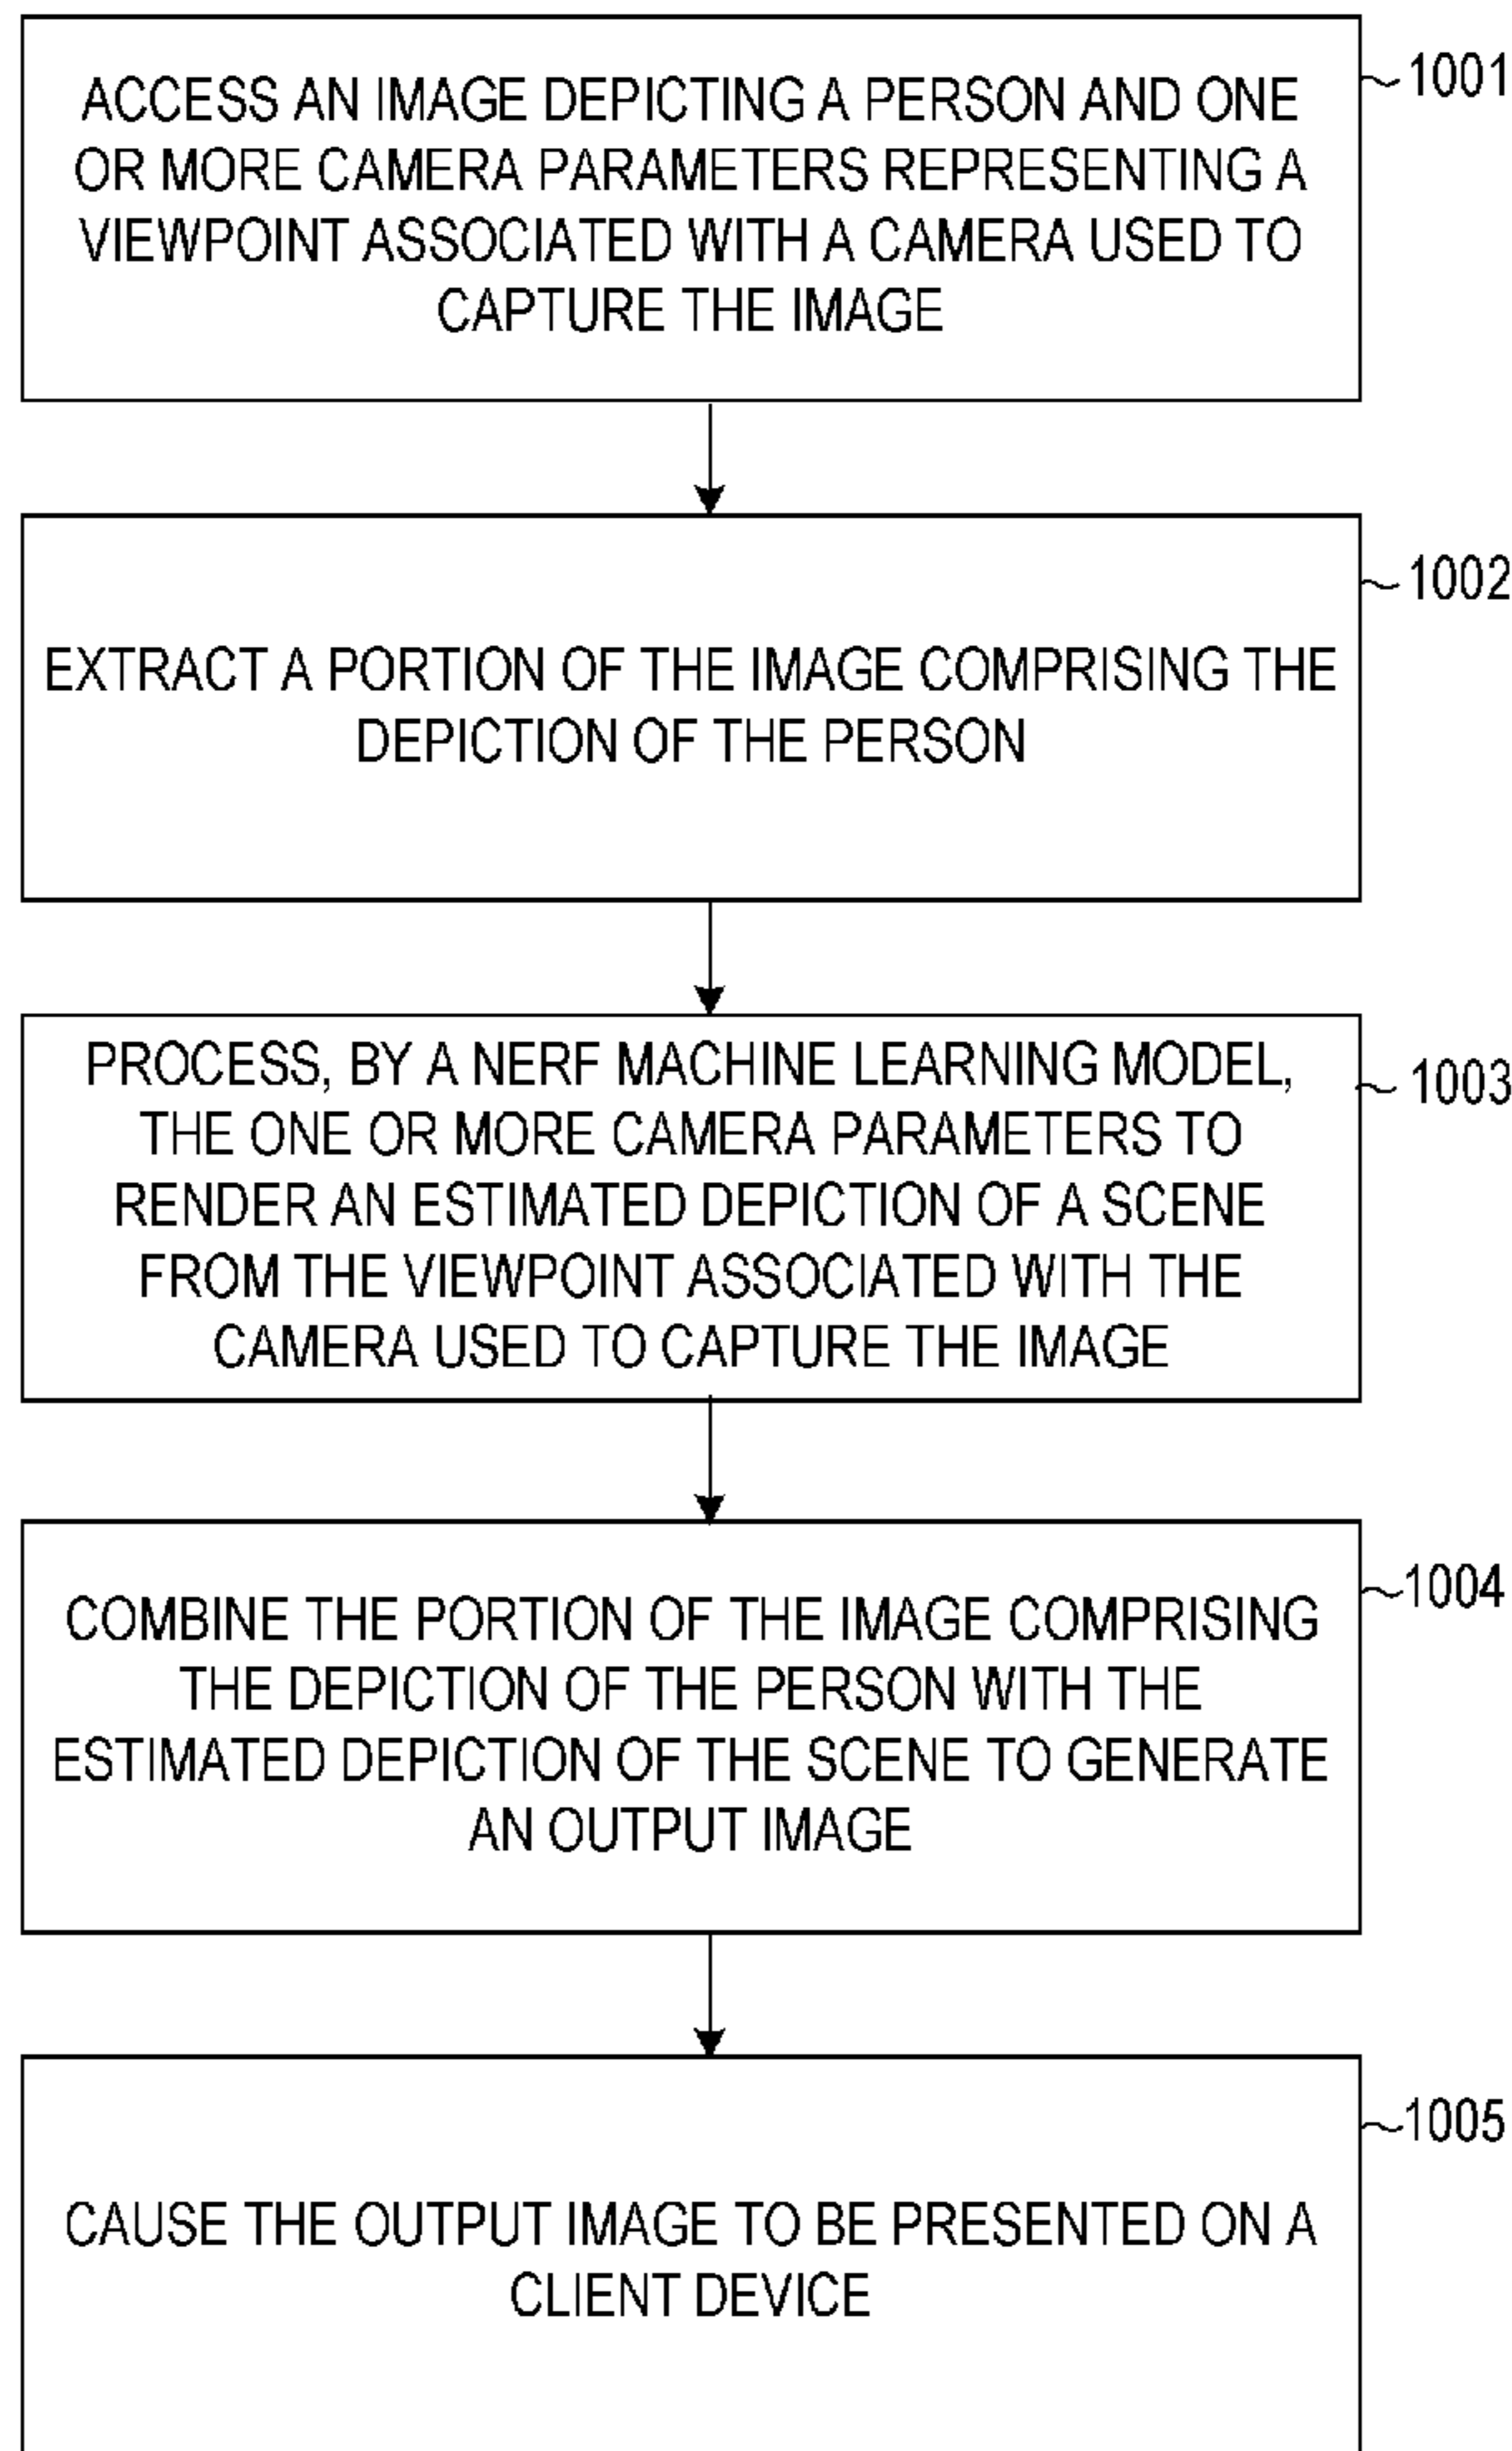 ACCESS AN IMAGE DEPICTING A PERSON AND ONE
OR MORE CAMERA PARAMETERS REPRESENTING A
VIEWPOINT ASSOCIATED WITH A CAMERA USED TO
CAPTURE THE IMAGE
1001
EXTRACT A PORTION OF THE IMAGE COMPRISING THE
DEPICTION OF THE PERSON
1002
PROCESS, BY A NERF MACHINE LEARNING MODEL,
THE ONE OR MORE CAMERA PARAMETERS TO
RENDER AN ESTIMATED DEPICTION OF A SCENE
FROM THE VIEWPOINT ASSOCIATED WITH THE
CAMERA USED TO CAPTURE THE IMAGE
1003
COMBINE THE PORTION OF THE IMAGE COMPRISING
THE DEPICTION OF THE PERSON WITH THE
ESTIMATED DEPICTION OF THE SCENE TO GENERATE
AN OUTPUT IMAGE
1004
CAUSE THE OUTPUT IMAGE TO BE PRESENTED ON A
CLIENT DEVICE
1005